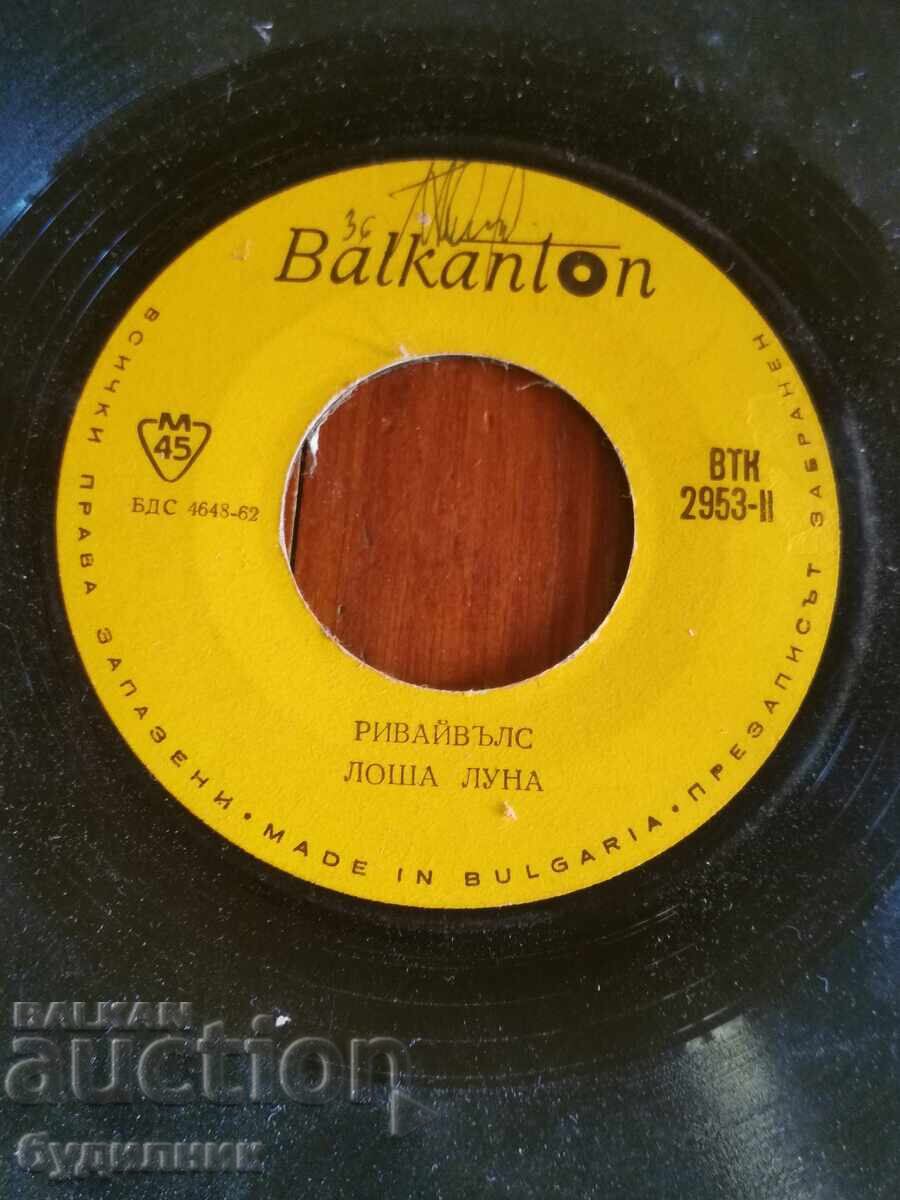 36
Balkanton
M
45
БДС 4648-62
ВТК
2953-II
РИВАЙВЪЛС
ЛОША ЛУНА
ВСИЧКИ ПРАВА ЗАПАЗЕНИ • MADE IN BULGARIA • ПРЕЗАПИСЪТ ЗАБРАНЕН
BALKAN
auction
будилник